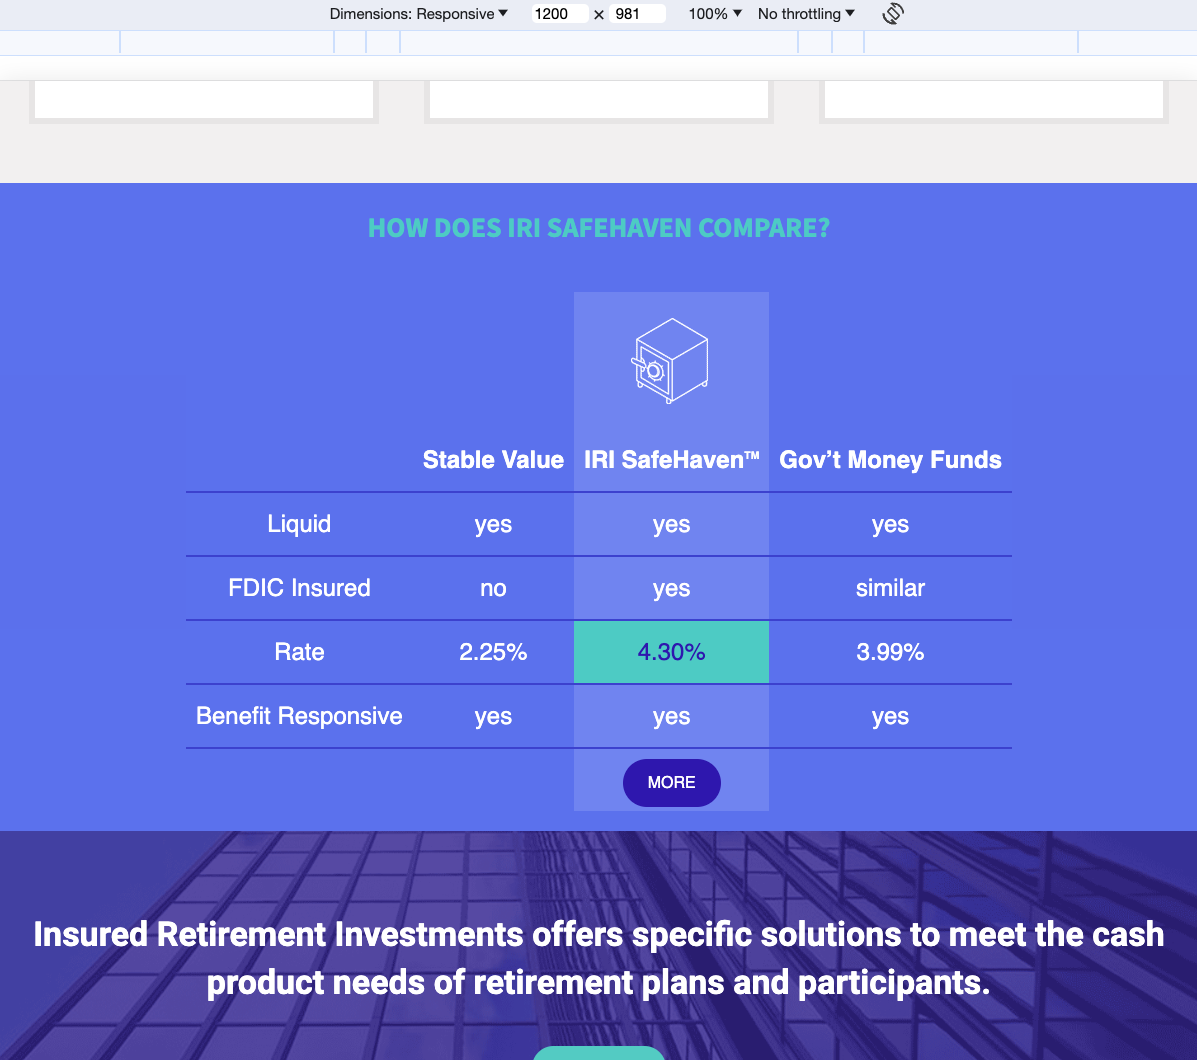 Dimensions: Responsive ▼ 1200 × 981 100% ▼ No throttling ▼
HOW DOES IRI SAFEHAVEN COMPARE?
Stable Value IRI SafeHaven™ Gov’t Money Funds
Liquid yes yes yes
FDIC Insured no yes similar
Rate 2.25% 4.30% 3.99%
Benefit Responsive yes yes yes
MORE
Insured Retirement Investments offers specific solutions to meet the cash
product needs of retirement plans and participants.